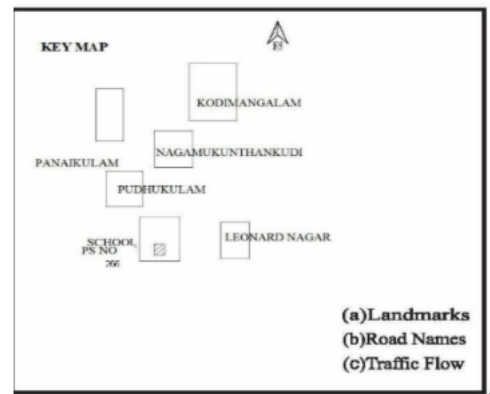 KEY MAP
KODIMANGALAM
NAGAMUKUNTHANKUDI
PANAIKULAM
PUDHUKULAM
SCHOOL
LEONARD NAGAR
PS NO
266
(a)Landmarks
(b)Road Names
(c)Traffic Flow